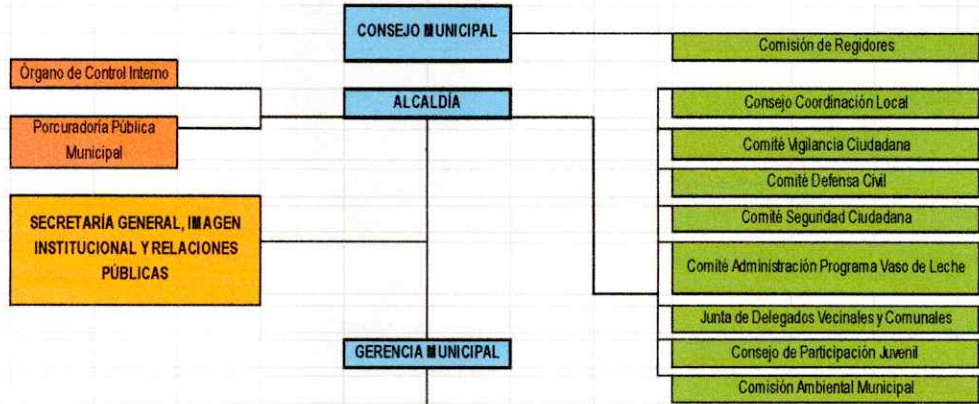 CONSEJO MUNICIPAL
Comisión de Regidores
Órgano de Control Interno
ALCALDÍA
Consejo Coordinación Local
Porcuradoría Pública
Municipal
Comité Vigilancia Ciudadana
Comité Defensa Civil
SECRETARÍA GENERAL, IMAGEN
INSTITUCIONAL Y RELACIONES
PÚBLICAS
Comité Seguridad Ciudadana
Comité Administración Programa Vaso de Leche
Junta de Delegados Vecinales y Comunales
GERENCIA MUNICIPAL
Consejo de Participación Juvenil
Comisión Ambiental Municipal